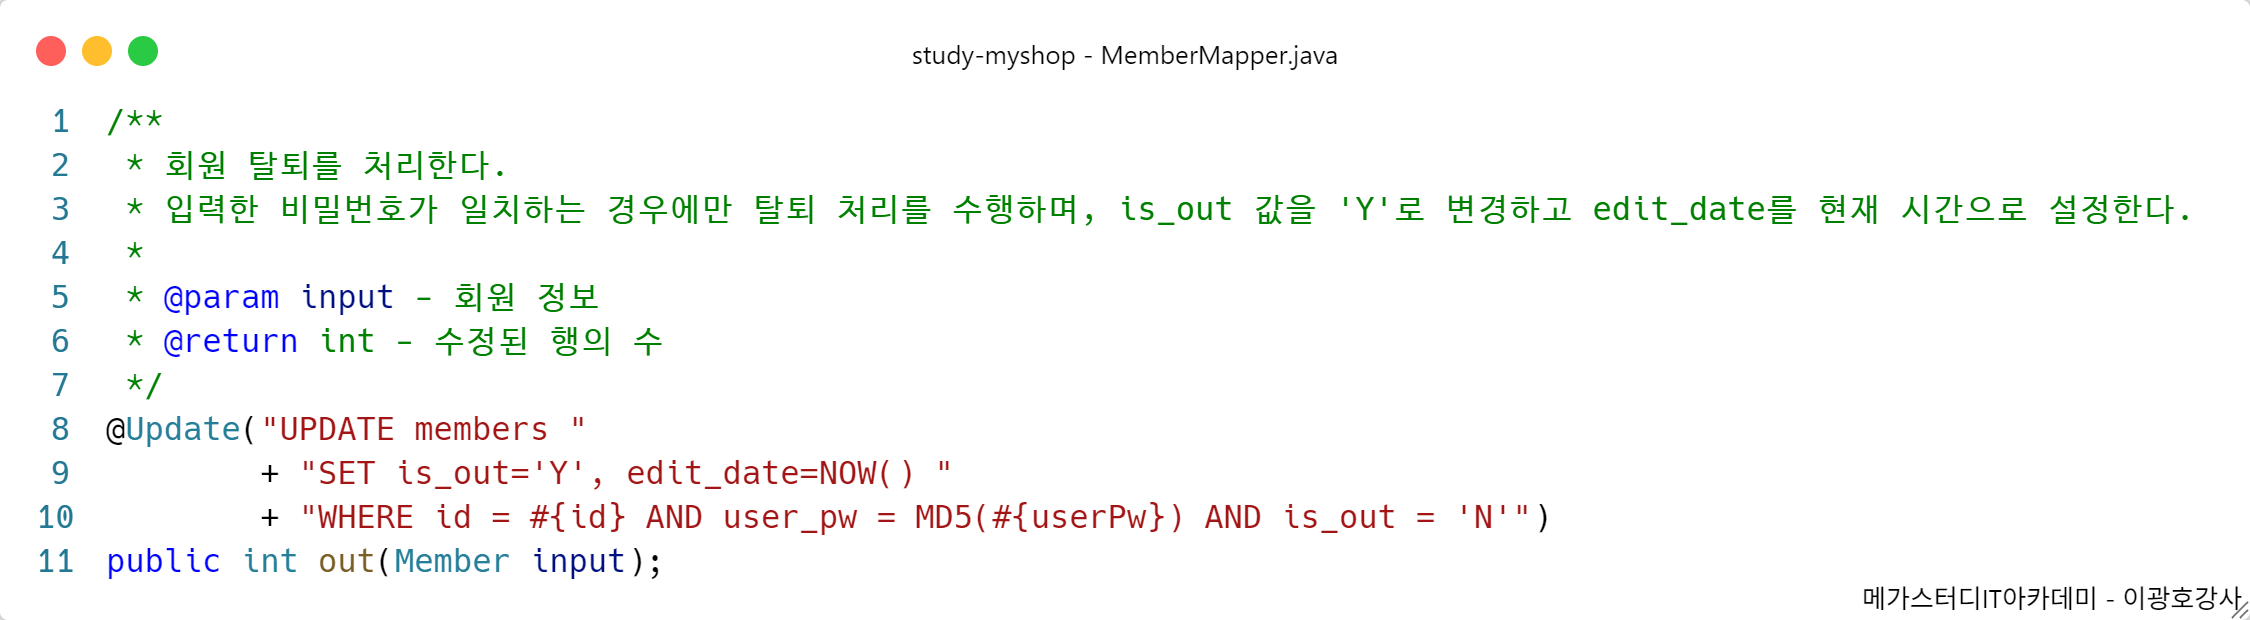 study-myshop - MemberMapper.java
1 /**
2  * 회원 탈퇴를 처리한다.
3  * 입력한 비밀번호가 일치하는 경우에만 탈퇴 처리를 수행하며, is_out 값을 'Y'로 변경하고 edit_date를 현재 시간으로 설정한다.
4  *
5  * @param input - 회원 정보
6  * @return int - 수정된 행의 수
7  */
8 @Update("UPDATE members "
9         + "SET is_out='Y', edit_date=NOW() "
10         + "WHERE id = #{id} AND user_pw = MD5(#{userPw}) AND is_out = 'N'")
11 public int out(Member input);
메가스터디IT아카데미 - 이광호강사